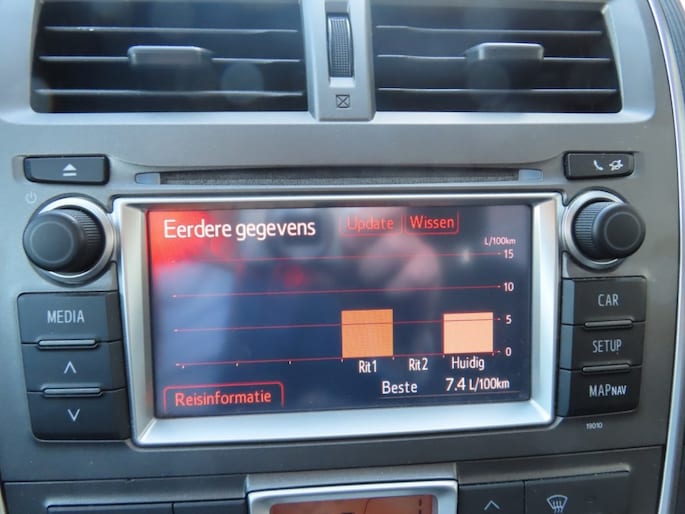 Eerdere gegevens Update Wissen
L/100km
15
10
5
0
Rit1 Rit2 Huidig
Beste 7.4 L/100km
Reisinformatie
MEDIA
CAR
SETUP
MAPNAV
19010